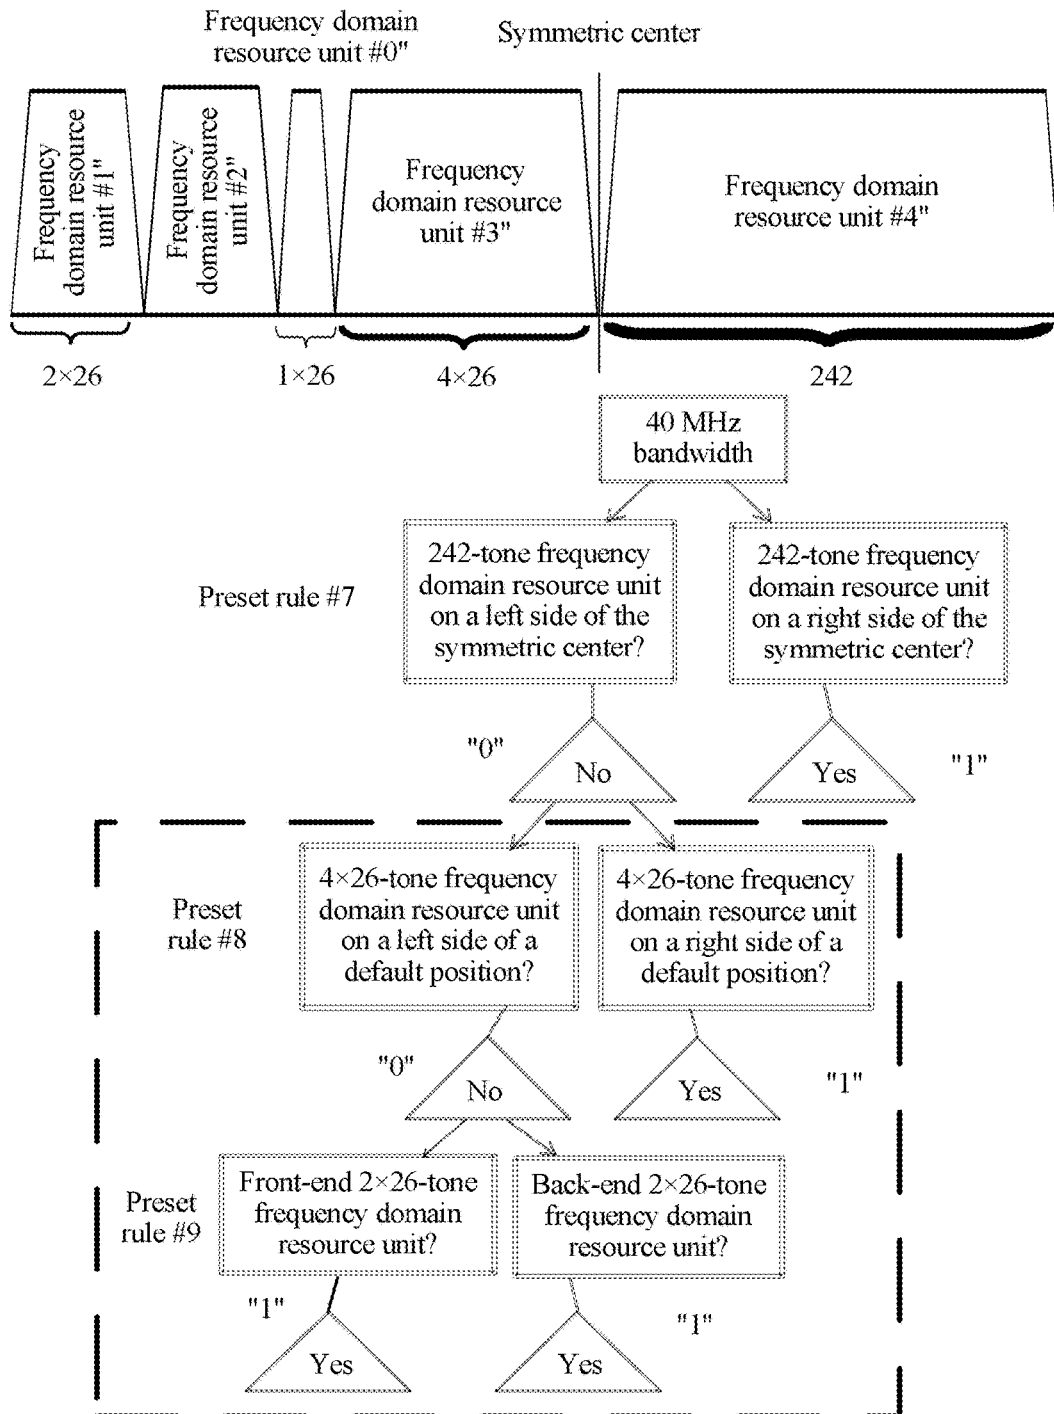 Frequency domain
resource unit #0"
Symmetric center
Frequency
domain resource
unit #1"
Frequency
domain resource
unit #2"
Frequency
domain resource
unit #3"
Frequency domain
resource unit #4"
2×26
1×26
4×26
242
40 MHz
bandwidth
Preset rule #7
242-tone frequency
domain resource unit
on a left side of the
symmetric center?
242-tone frequency
domain resource unit
on a right side of the
symmetric center?
"0"
No
Yes
"1"
Preset
rule #8
4×26-tone frequency
domain resource unit
on a left side of a
default position?
4×26-tone frequency
domain resource unit
on a right side of a
default position?
"0"
No
Yes
"1"
Preset
rule #9
Front-end 2×26-tone
frequency domain
resource unit?
Back-end 2×26-tone
frequency domain
resource unit?
"1"
Yes
Yes
"1"